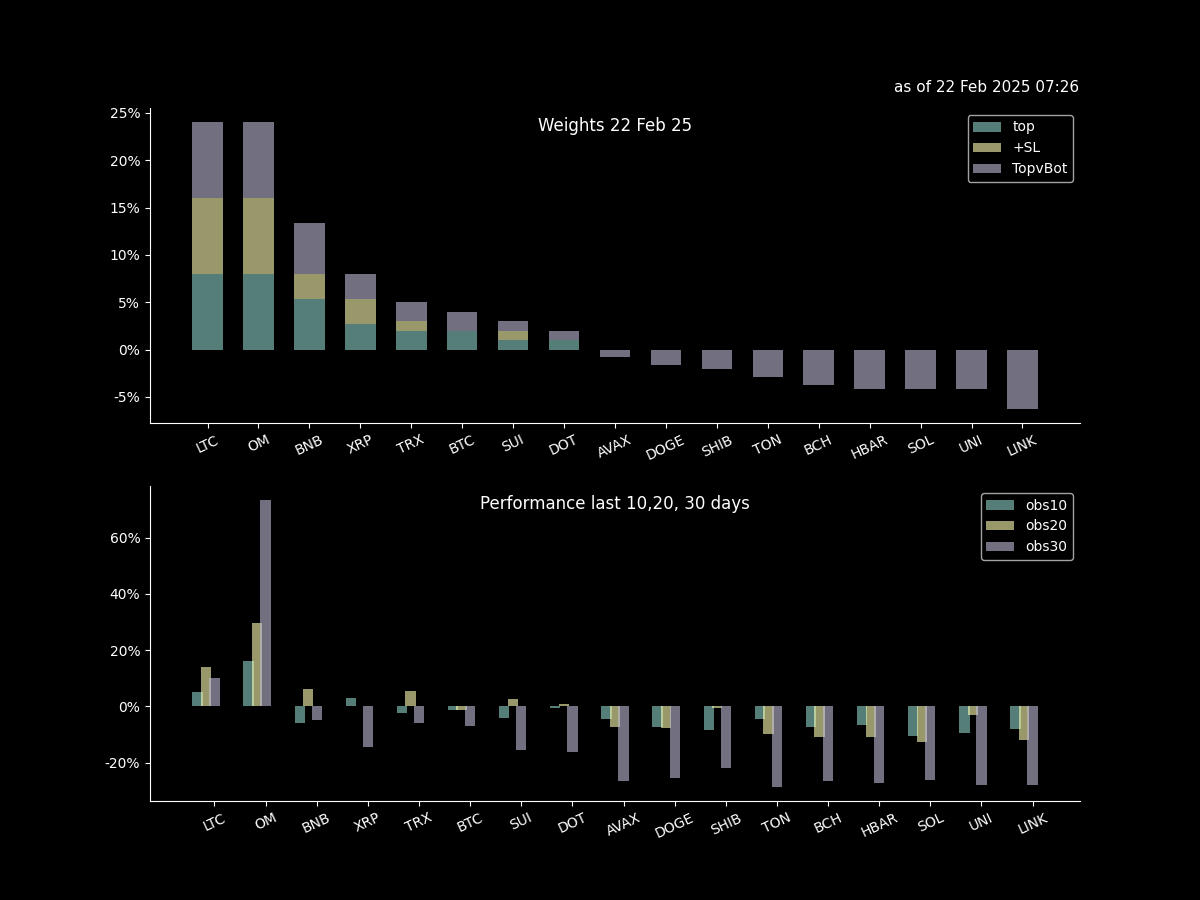 as of 22 Feb 2025 07:26
Weights 22 Feb 25
top
+SL
TopvBot
25%
20%
15%
10%
5%
0%
-5%
LTC OM BNB XRP TRX BTC SUI DOT AVAX DOGE SHIB TON BCH HBAR SOL UNI LINK
Performance last 10,20, 30 days
obs10
obs20
obs30
60%
40%
20%
0%
-20%
LTC OM BNB XRP TRX BTC SUI DOT AVAX DOGE SHIB TON BCH HBAR SOL UNI LINK